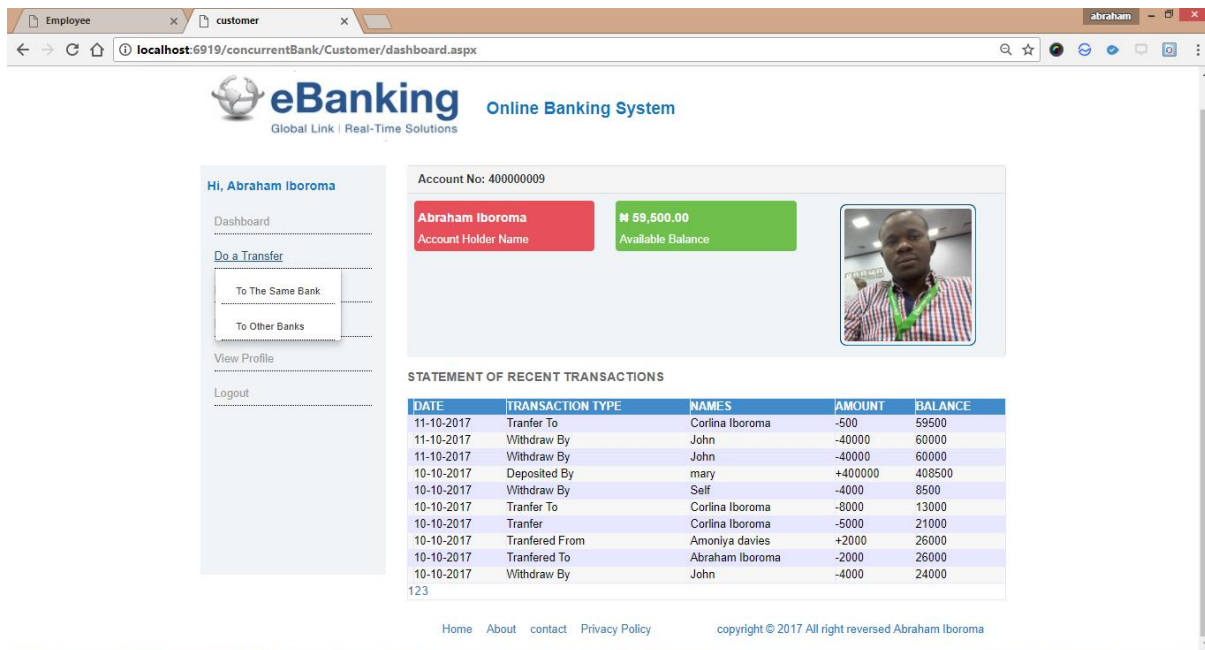 Employee
customer
abraham
localhost:6919/concurrentBank/Customer/dashboard.aspx
eBanking
Global Link | Real-Time Solutions
Online Banking System
Hi, Abraham Iboroma
Dashboard
Do a Transfer
To The Same Bank
To Other Banks
View Profile
Logout
Account No: 400000009
Abraham Iboroma
Account Holder Name
₦ 59,500.00
Available Balance
STATEMENT OF RECENT TRANSACTIONS
DATE TRANSACTION TYPE NAMES AMOUNT BALANCE
11-10-2017 Tranfer To Corlina Iboroma -500 59500
11-10-2017 Withdraw By John -40000 60000
11-10-2017 Withdraw By John -40000 60000
10-10-2017 Deposited By mary +400000 408500
10-10-2017 Withdraw By Self -4000 8500
10-10-2017 Tranfer To Corlina Iboroma -8000 13000
10-10-2017 Tranfer Corlina Iboroma -5000 21000
10-10-2017 Tranfered From Amoniya davies +2000 26000
10-10-2017 Tranfered To Abraham Iboroma -2000 26000
10-10-2017 Withdraw By John -4000 24000
123
Home About contact Privacy Policy copyright © 2017 All right reversed Abraham Iboroma